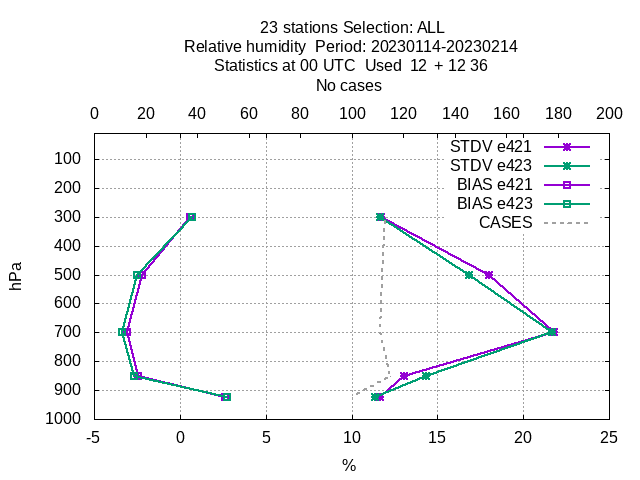 23 stations Selection: ALL
Relative humidity  Period: 20230114-20230214
Statistics at 00 UTC  Used  12 + 12 36
No cases
0 20 40 60 80 100 120 140 160 180 200
STDV e421
STDV e423
BIAS e421
BIAS e423
CASES
100
200
300
400
500
600
700
800
900
1000
hPa
-5 0 5 10 15 20 25
%